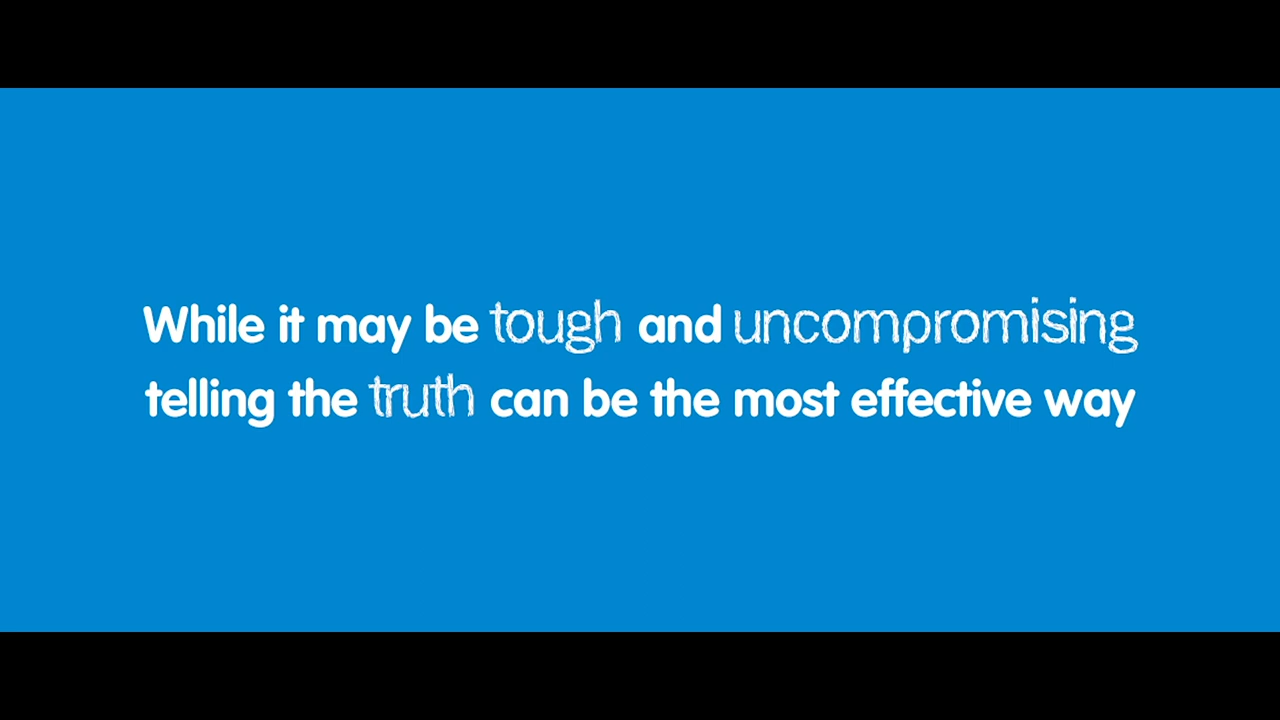 While it may be tough and uncompromising
telling the truth can be the most effective way